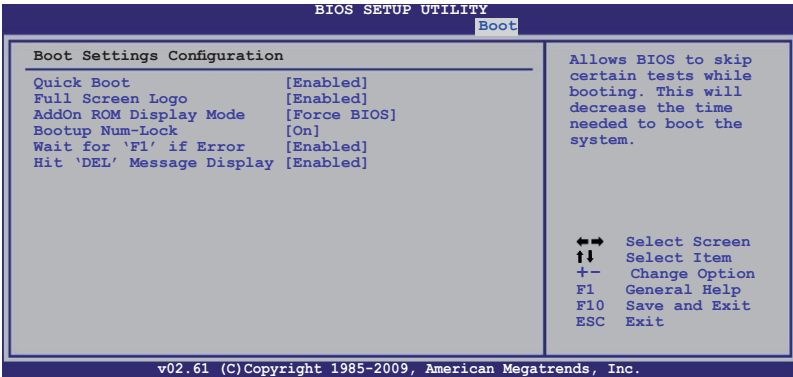 BIOS SETUP UTILITY
Boot
Boot Settings Configuration
Quick Boot [Enabled]
Full Screen Logo [Enabled]
AddOn ROM Display Mode [Force BIOS]
Bootup Num-Lock [On]
Wait for ‘F1’ if Error [Enabled]
Hit ‘DEL’ Message Display [Enabled]
Allows BIOS to skip
certain tests while
booting. This will
decrease the time
needed to boot the
system.
←→ Select Screen
↑↓ Select Item
+- Change Option
F1 General Help
F10 Save and Exit
ESC Exit
v02.61 (C)Copyright 1985-2009, American Megatrends, Inc.